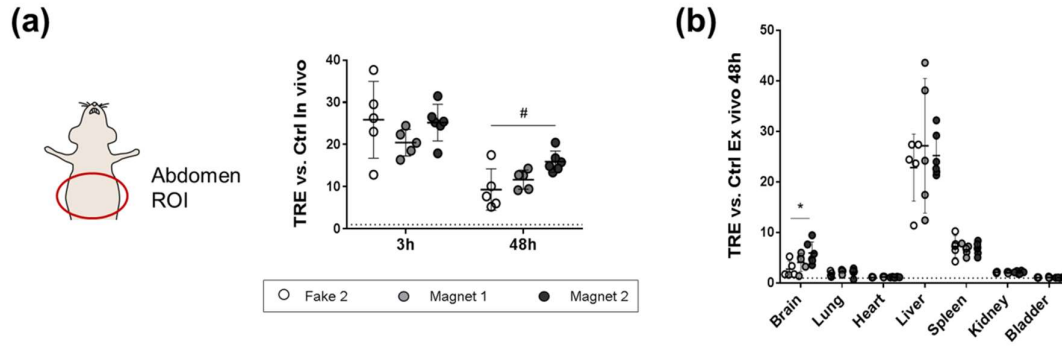 (a)
Abdomen
ROI
TRE vs. Ctrl In vivo
40
30
20
10
0
#
3h
48h
Fake 2
Magnet 1
Magnet 2
(b)
TRE vs. Ctrl Ex vivo 48h
50
40
30
20
10
0
*
Brain
Lung
Heart
Liver
Spleen
Kidney
Bladder